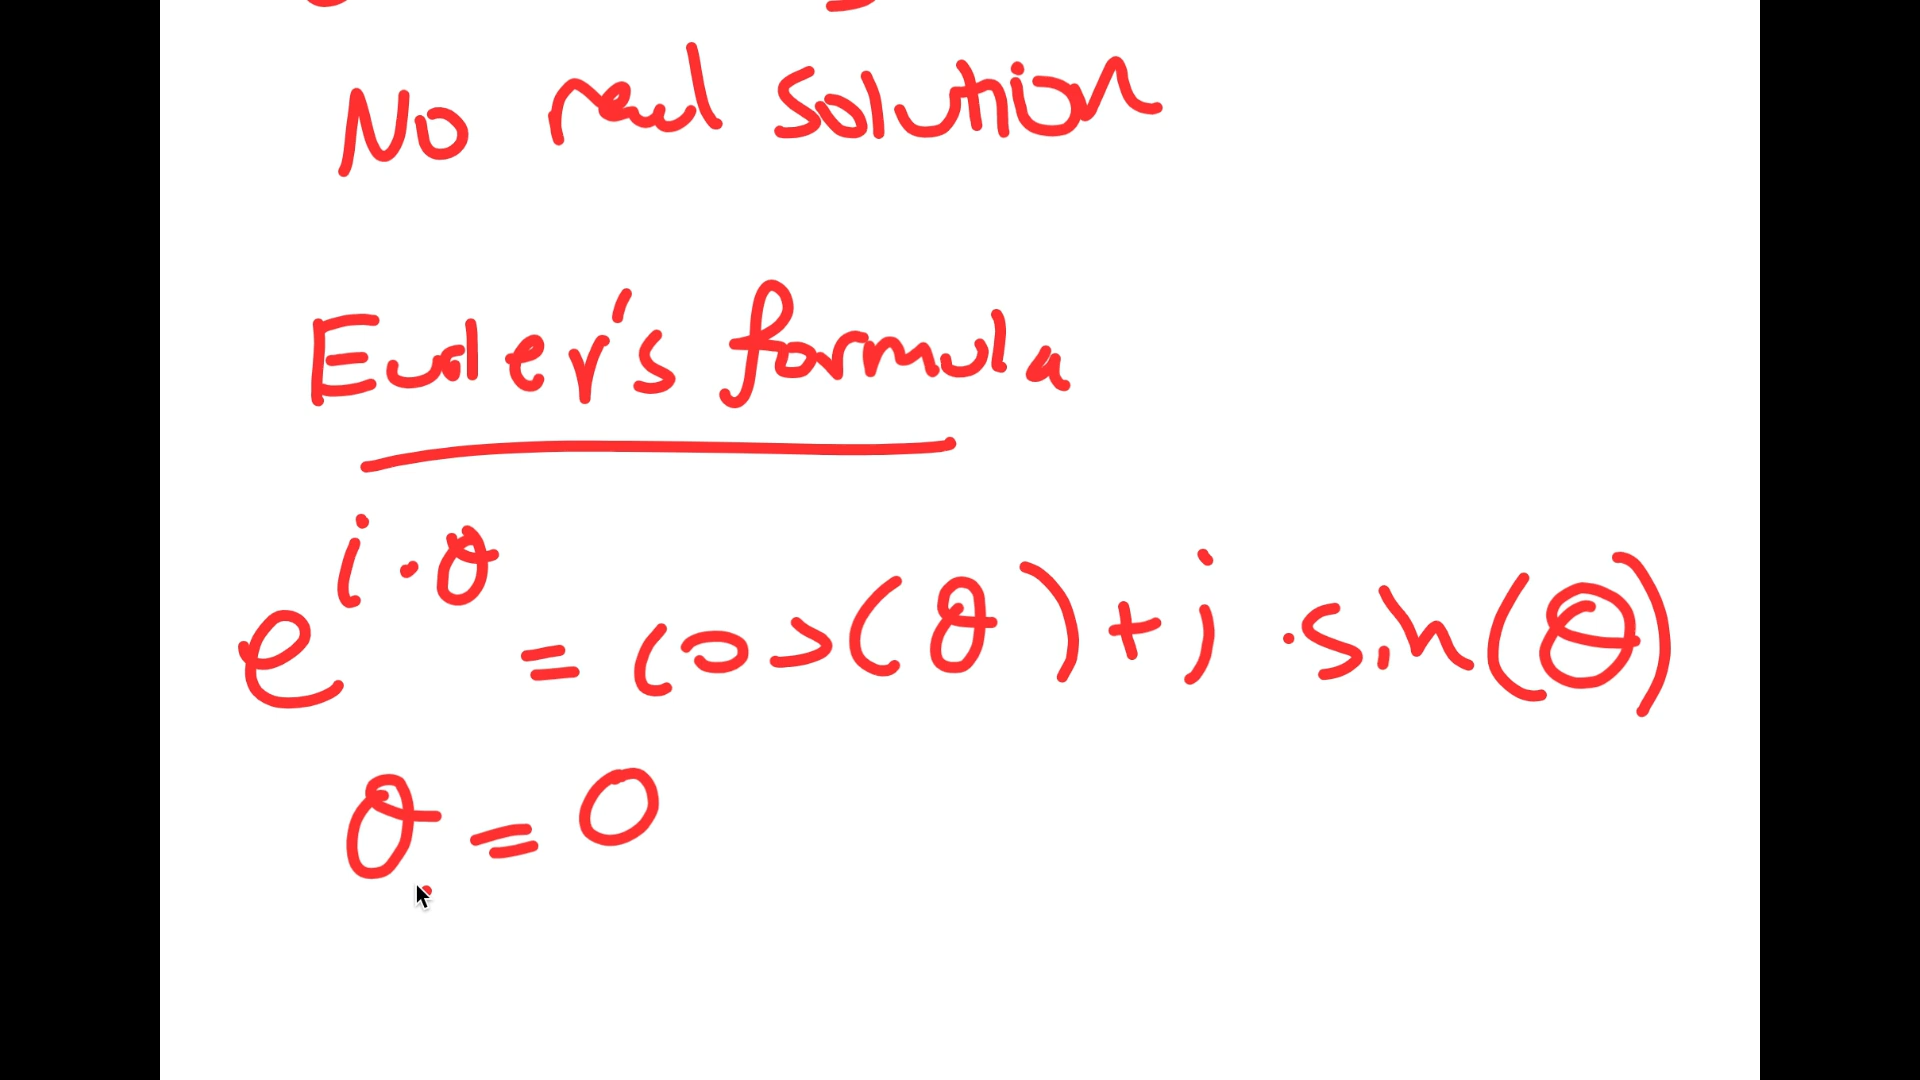 No real solution
Euler's formula
e^{i·θ} = cos(θ) + i · sin(θ)
θ = 0